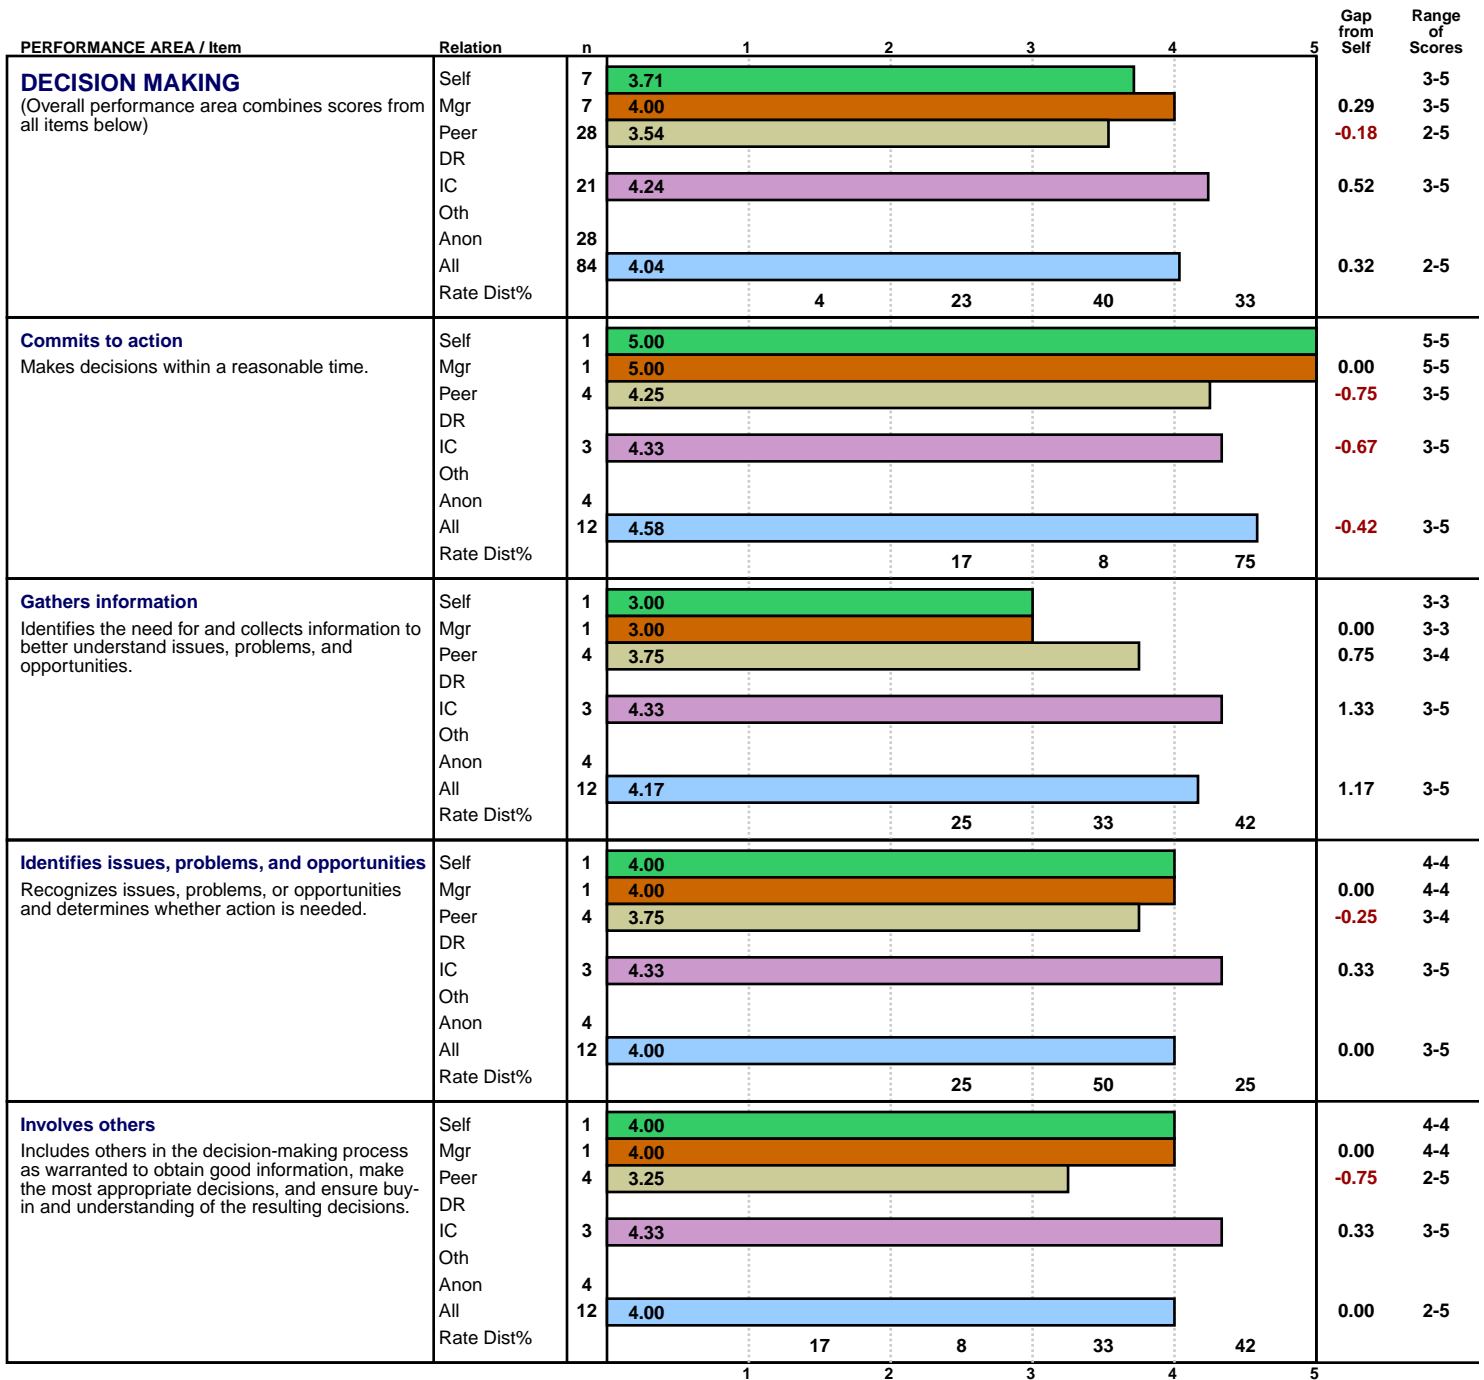 Gap from Self
Range of Scores
PERFORMANCE AREA / Item Relation n 1 2 3 4 5
DECISION MAKING
(Overall performance area combines scores from
all items below)
Self 7 3.71 3-5
Mgr 7 4.00 0.29 3-5
Peer 28 3.54 -0.18 2-5
DR
IC 21 4.24 0.52 3-5
Oth
Anon 28
All 84 4.04 0.32 2-5
Rate Dist% 4 23 40 33
Commits to action
Makes decisions within a reasonable time.
Self 1 5.00 5-5
Mgr 1 5.00 0.00 5-5
Peer 4 4.25 -0.75 3-5
DR
IC 3 4.33 -0.67 3-5
Oth
Anon 4
All 12 4.58 -0.42 3-5
Rate Dist% 17 8 75
Gathers information
Identifies the need for and collects information to
better understand issues, problems, and
opportunities.
Self 1 3.00 3-3
Mgr 1 3.00 0.00 3-3
Peer 4 3.75 0.75 3-4
DR
IC 3 4.33 1.33 3-5
Oth
Anon 4
All 12 4.17 1.17 3-5
Rate Dist% 25 33 42
Identifies issues, problems, and opportunities
Recognizes issues, problems, or opportunities
and determines whether action is needed.
Self 1 4.00 4-4
Mgr 1 4.00 0.00 4-4
Peer 4 3.75 -0.25 3-4
DR
IC 3 4.33 0.33 3-5
Oth
Anon 4
All 12 4.00 0.00 3-5
Rate Dist% 25 50 25
Involves others
Includes others in the decision-making process
as warranted to obtain good information, make
the most appropriate decisions, and ensure buy-
in and understanding of the resulting decisions.
Self 1 4.00 4-4
Mgr 1 4.00 0.00 4-4
Peer 4 3.25 -0.75 2-5
DR
IC 3 4.33 0.33 3-5
Oth
Anon 4
All 12 4.00 0.00 2-5
Rate Dist% 17 8 33 42
1 2 3 4 5